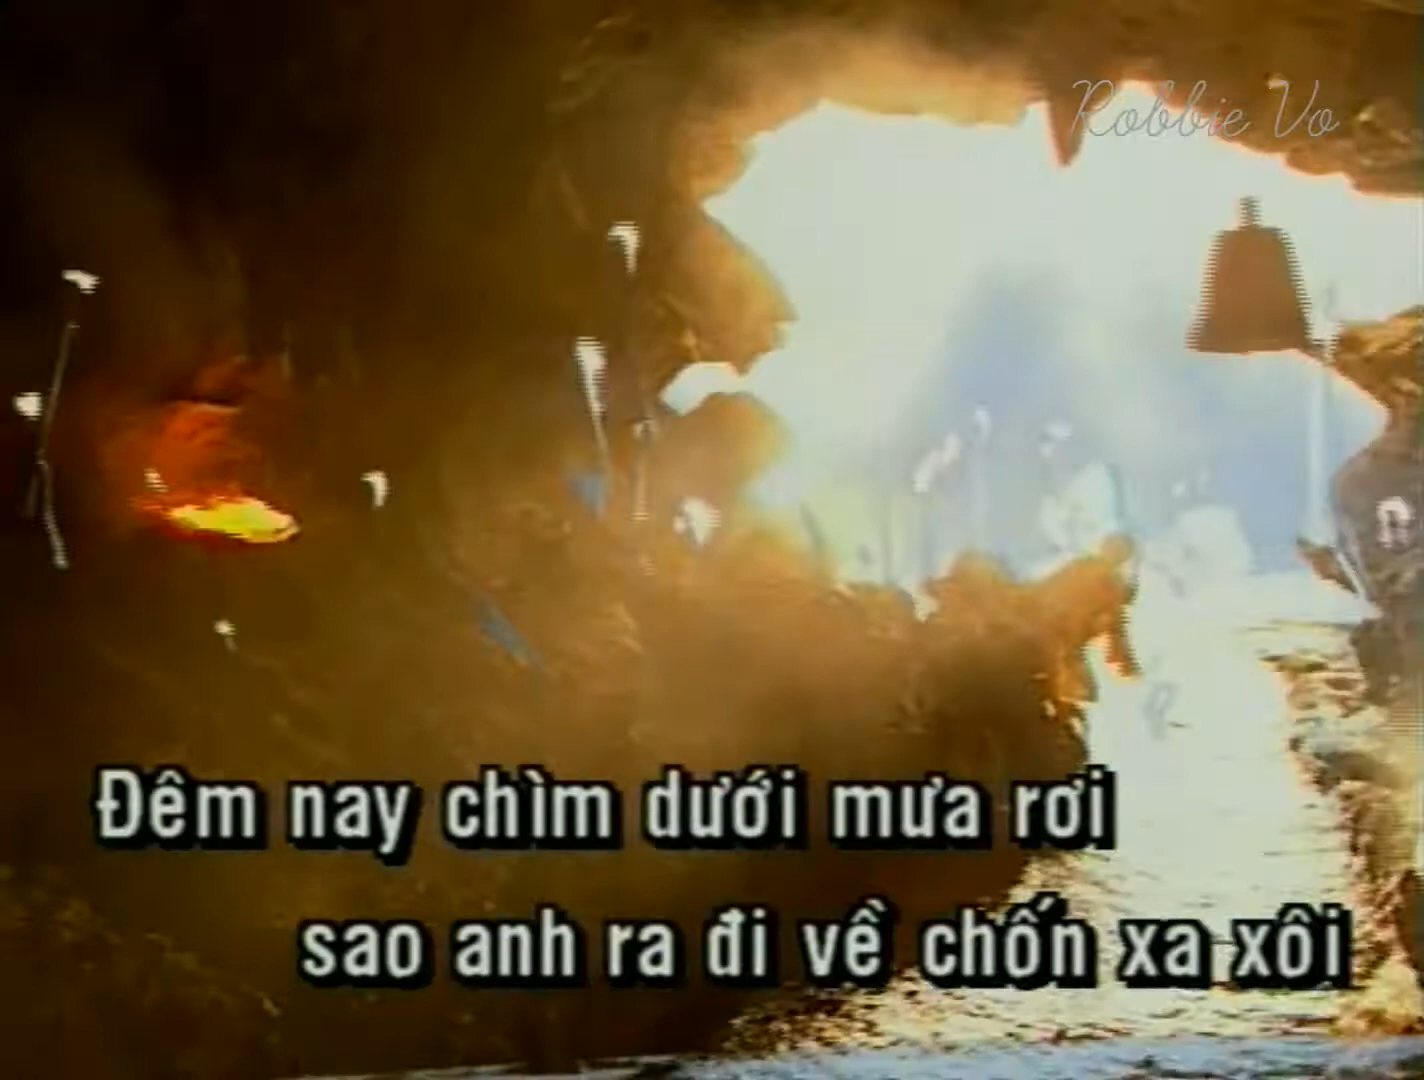 Robbie Vo
Đêm nay chìm dưới mưa rơi
sao anh ra đi về chốn xa xôi